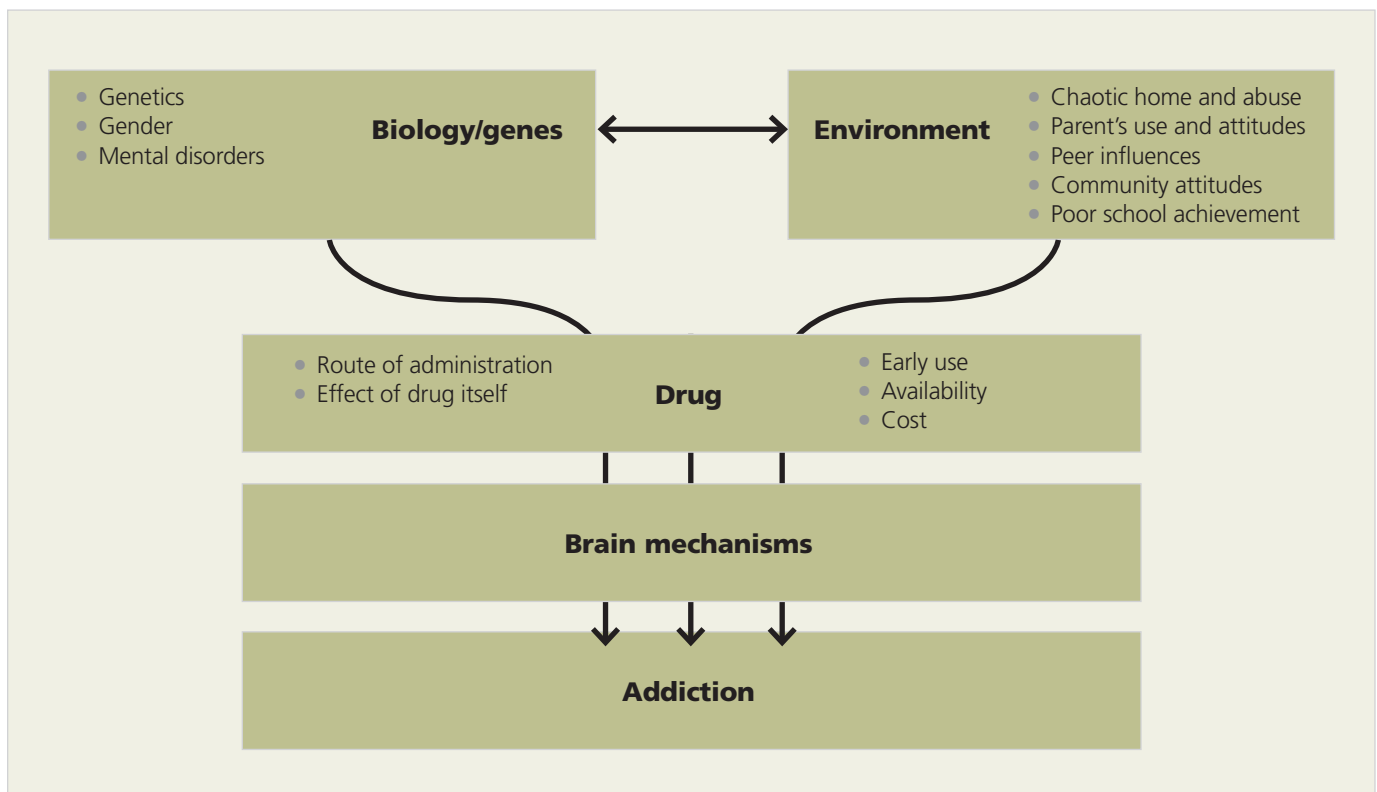 Genetics
Gender
Mental disorders
Biology/genes
Environment
Chaotic home and abuse
Parent's use and attitudes
Peer influences
Community attitudes
Poor school achievement
Route of administration
Effect of drug itself
Drug
Early use
Availability
Cost
Brain mechanisms
Addiction